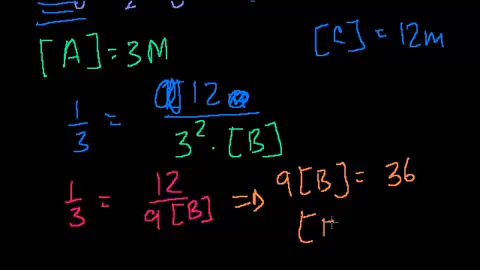 [A] = 3M
[C] = 12M
1/3 = 12 / 3² · [B]
1/3 = 12 / 9[B] ⇒ 9[B] = 36
[